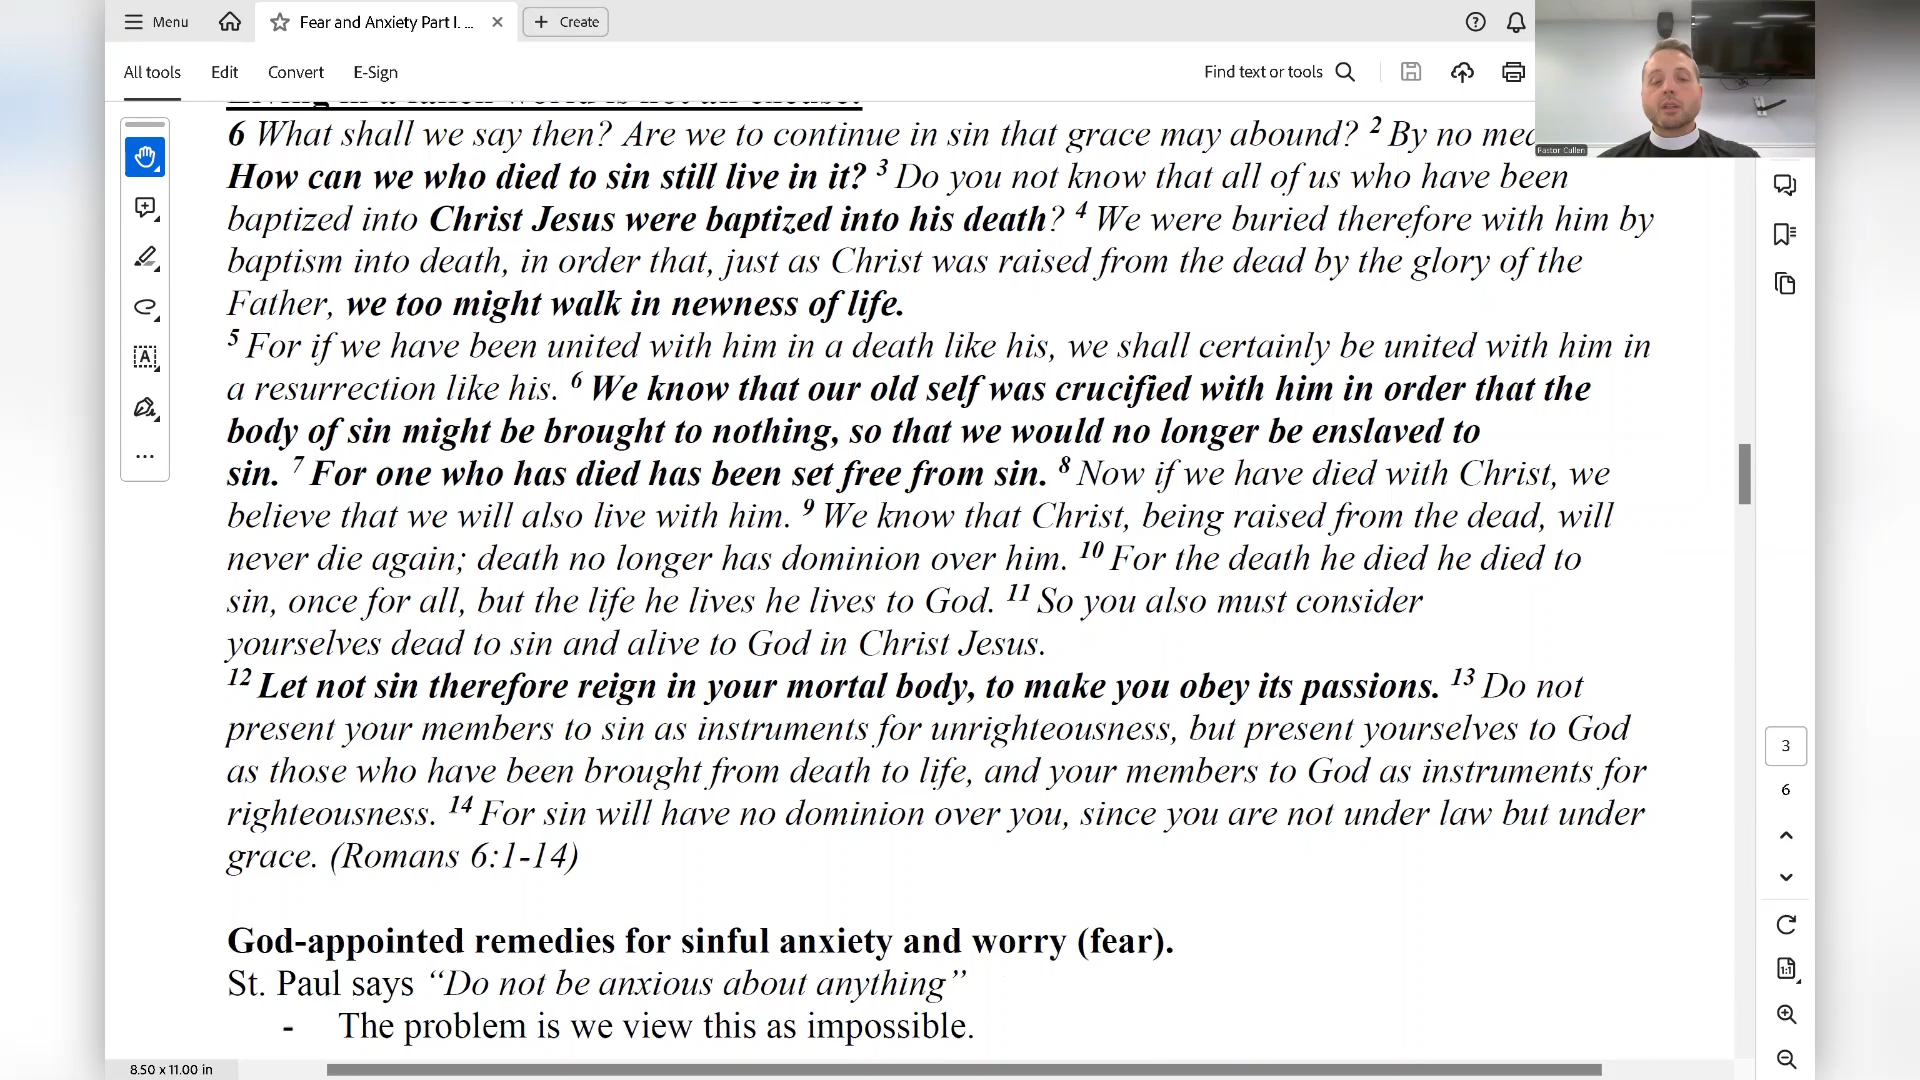 Menu
Fear and Anxiety Part I. ...
Create
All tools
Edit
Convert
E-Sign
Find text or tools
Pastor Cullen
6 What shall we say then? Are we to continue in sin that grace may abound? 2 By no
How can we who died to sin still live in it? 3 Do you not know that all of us who have been
baptized into Christ Jesus were baptized into his death? 4 We were buried therefore with him by
baptism into death, in order that, just as Christ was raised from the dead by the glory of the
Father, we too might walk in newness of life.
5 For if we have been united with him in a death like his, we shall certainly be united with him in
a resurrection like his. 6 We know that our old self was crucified with him in order that the
body of sin might be brought to nothing, so that we would no longer be enslaved to
sin. 7 For one who has died has been set free from sin. 8 Now if we have died with Christ, we
believe that we will also live with him. 9 We know that Christ, being raised from the dead, will
never die again; death no longer has dominion over him. 10 For the death he died he died to
sin, once for all, but the life he lives he lives to God. 11 So you also must consider
yourselves dead to sin and alive to God in Christ Jesus.
12 Let not sin therefore reign in your mortal body, to make you obey its passions. 13 Do not
present your members to sin as instruments for unrighteousness, but present yourselves to God
as those who have been brought from death to life, and your members to God as instruments for
righteousness. 14 For sin will have no dominion over you, since you are not under law but under
grace. (Romans 6:1-14)
God-appointed remedies for sinful anxiety and worry (fear).
St. Paul says “Do not be anxious about anything”
- The problem is we view this as impossible.
3
6
8.50 x 11.00 in